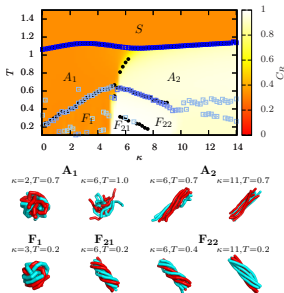 1.4
1.2
1
0.8
0.6
0.4
0.2
T
S
A₁
A₂
F₁
F₂₁
F₂₂
0 2 4 6 8 10 12 14
κ
1
0.8
0.6
0.4
0.2
0
C_R
A₁ A₂
κ=2,T=0.7 κ=6,T=1.0 κ=6,T=0.7 κ=11,T=0.7
F₁ F₂₁ F₂₂
κ=3,T=0.2 κ=6,T=0.2 κ=6,T=0.4 κ=11,T=0.2